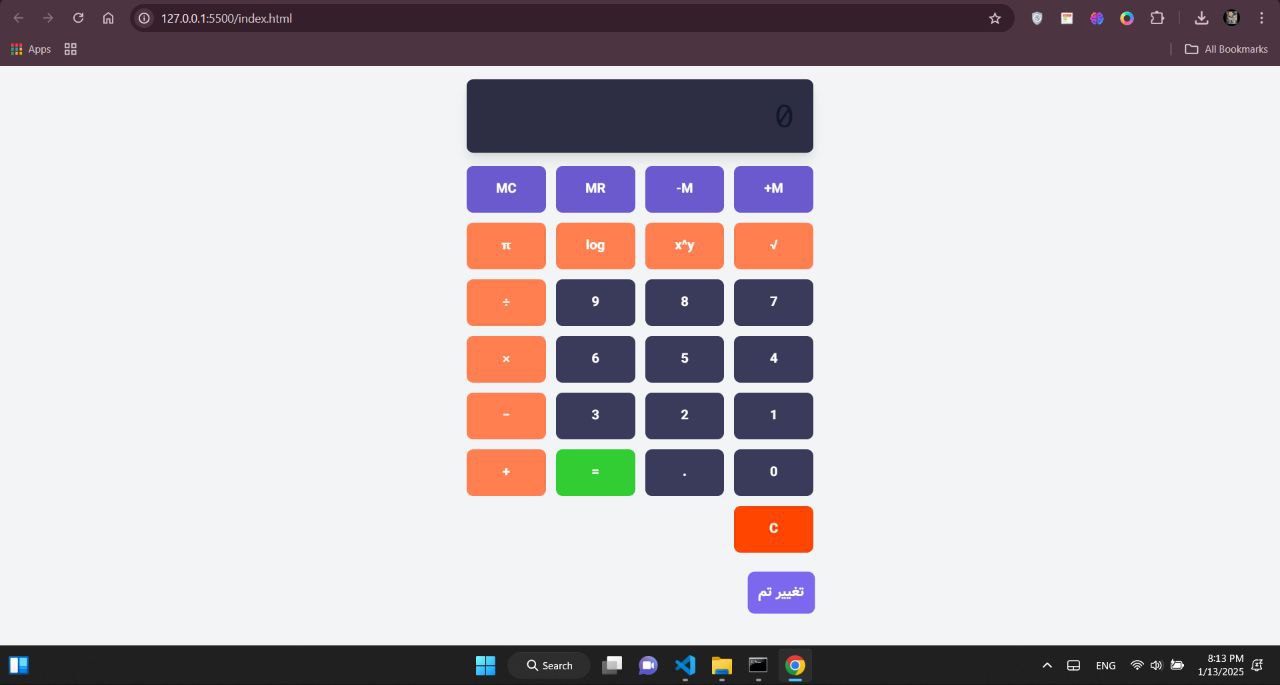 127.0.0.1:5500/index.html
Apps
All Bookmarks
0
MC MR -M +M
π log x^y √
÷ 9 8 7
× 6 5 4
− 3 2 1
+ = . 0
C
تغییر تم
Search
ENG
8:13 PM
1/13/2025